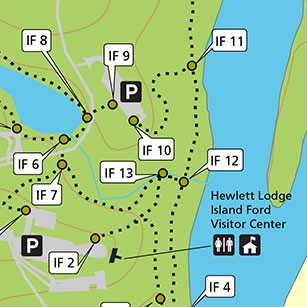 IF 8
IF 11
IF 9
P
IF 6
IF 10
IF 13
IF 12
IF 7
Hewlett Lodge
Island Ford
Visitor Center
P
IF 2
IF 4